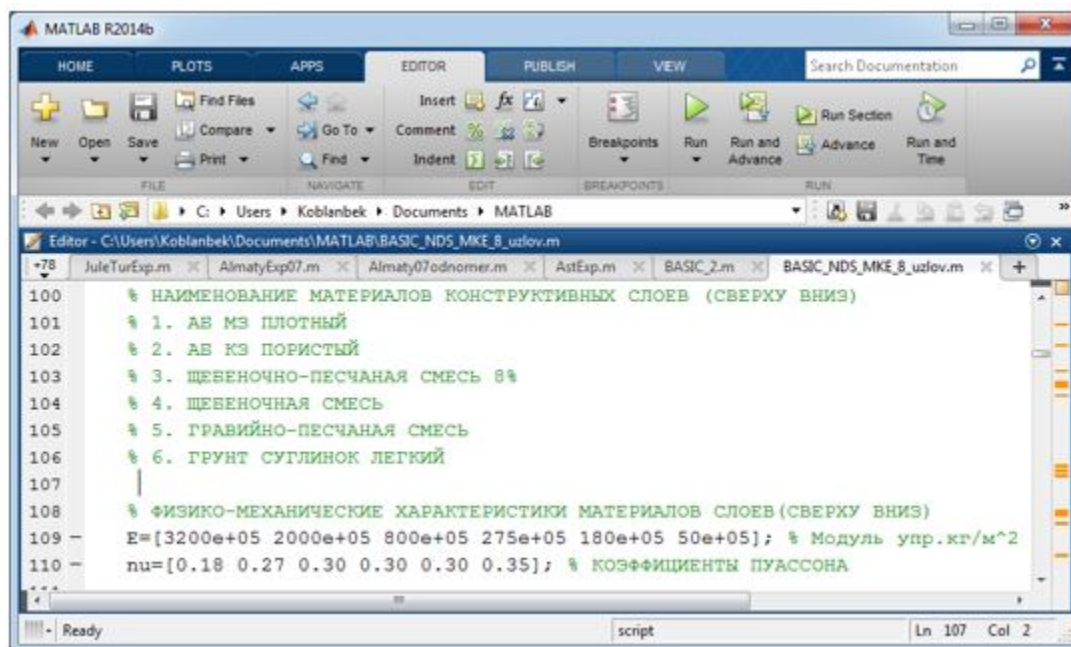 MATLAB R2014b
HOME PLOTS APPS EDITOR PUBLISH VIEW Search Documentation
New Open Save Find Files Compare Print
Go To Find
Insert fx
Comment %
Indent
Breakpoints Run Run and Advance Run Section Advance Run and Time
FILE NAVIGATE EDIT BREAKPOINTS RUN
C: Users Koblanbek Documents MATLAB
Editor - C:\Users\Koblanbek\Documents\MATLAB\BASIC_NDS_MKE_8_uzlov.m
+78 JuleTurExp.m AlmatyExp07.m Almaty07odnomer.m AstExp.m BASIC_2.m BASIC_NDS_MKE_8_uzlov.m +
100 % НАИМЕНОВАНИЕ МАТЕРИАЛОВ КОНСТРУКТИВНЫХ СЛОЕВ (СВЕРХУ ВНИЗ)
101 % 1. АБ МЗ ПЛОТНЫЙ
102 % 2. АБ КЗ ПОРИСТЫЙ
103 % 3. ЩЕБЕНОЧНО-ПЕСЧАНАЯ СМЕСЬ 8%
104 % 4. ЩЕБЕНОЧНАЯ СМЕСЬ
105 % 5. ГРАВИЙНО-ПЕСЧАНАЯ СМЕСЬ
106 % 6. ГРУНТ СУГЛИНОК ЛЕГКИЙ
107
108 % ФИЗИКО-МЕХАНИЧЕСКИЕ ХАРАКТЕРИСТИКИ МАТЕРИАЛОВ СЛОЕВ(СВЕРХУ ВНИЗ)
109 - E=[3200e+05 2000e+05 800e+05 275e+05 180e+05 50e+05]; % Модуль упр.кг/м^2
110 - nu=[0.18 0.27 0.30 0.30 0.30 0.35]; % КОЭФФИЦИЕНТЫ ПУАССОНА
Ready script Ln 107 Col 2